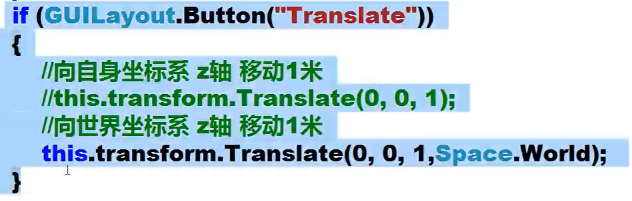 if (GUILayout.Button("Translate"))
{
//向自身坐标系 z轴 移动1米
//this.transform.Translate(0, 0, 1);
//向世界坐标系 z轴 移动1米
this.transform.Translate(0, 0, 1,Space.World);
}